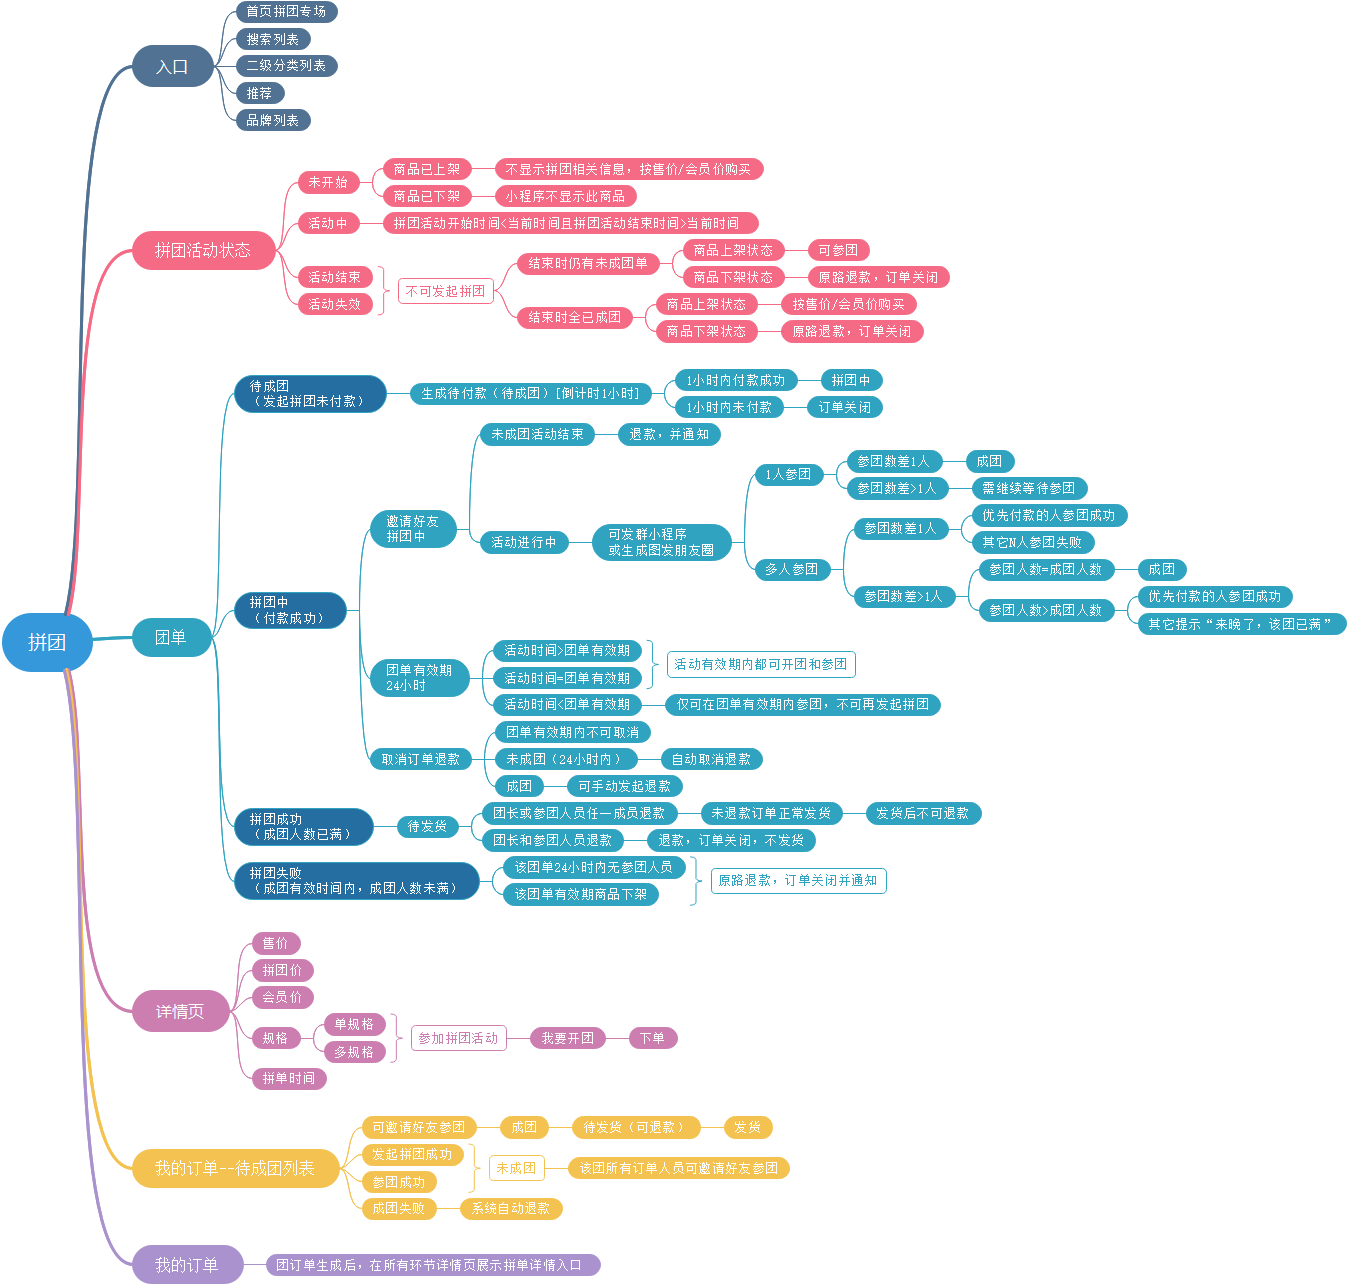 拼团
入口
首页拼团专场
搜索列表
二级分类列表
推荐
品牌列表
拼团活动状态
未开始
商品已上架
不显示拼团相关信息，按售价/会员价购买
商品已下架
小程序不显示此商品
活动中
拼团活动开始时间<当前时间且拼团活动结束时间>当前时间
活动结束
活动失效
不可发起拼团
结束时仍有未成团单
商品上架状态
可参团
商品下架状态
原路退款，订单关闭
结束时全已成团
商品上架状态
按售价/会员价购买
商品下架状态
原路退款，订单关闭
团单
待成团
（发起拼团未付款）
生成待付款（待成团）[倒计时1小时]
1小时内付款成功
拼团中
1小时内未付款
订单关闭
拼团中
（付款成功）
邀请好友
拼团中
未成团活动结束
退款，并通知
活动进行中
可发群小程序
或生成图发朋友圈
1人参团
参团数差1人
成团
参团数差>1人
需继续等待参团
多人参团
参团数差1人
优先付款的人参团成功
其它N人参团失败
参团数差>1人
参团人数=成团人数
成团
参团人数>成团人数
优先付款的人参团成功
其它提示“来晚了，该团已满”
团单有效期
24小时
活动时间>团单有效期
活动时间=团单有效期
活动有效期内都可开团和参团
活动时间<团单有效期
仅可在团单有效期内参团，不可再发起拼团
取消订单退款
团单有效期内不可取消
未成团（24小时内）
自动取消退款
成团
可手动发起退款
拼团成功
（成团人数已满）
待发货
团长或参团人员任一成员退款
未退款订单正常发货
发货后不可退款
团长和参团人员退款
退款，订单关闭，不发货
拼团失败
（成团有效时间内，成团人数未满）
该团单24小时内无参团人员
该团单有效期商品下架
原路退款，订单关闭并通知
详情页
售价
拼团价
会员价
规格
单规格
多规格
参加拼团活动
我要开团
下单
拼单时间
我的订单--待成团列表
可邀请好友参团
成团
待发货（可退款）
发货
发起拼团成功
参团成功
未成团
该团所有订单人员可邀请好友参团
成团失败
系统自动退款
我的订单
团订单生成后，在所有环节详情页展示拼单详情入口